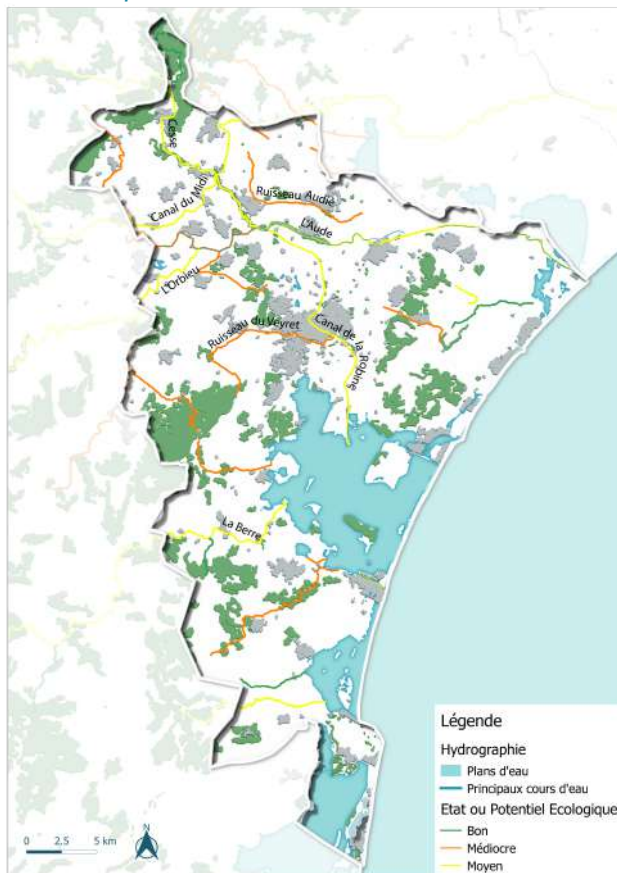 Cesse
Canal du Midi
Ruisseau Audié
L'Aude
L'Orbieu
Ruisseau du Veyret
Canal de la Robine
La Berre
Légende
Hydrographie
Plans d'eau
Principaux cours d'eau
Etat ou Potentiel Ecologique
Bon
Médiocre
Moyen
0 2.5 5 km
N